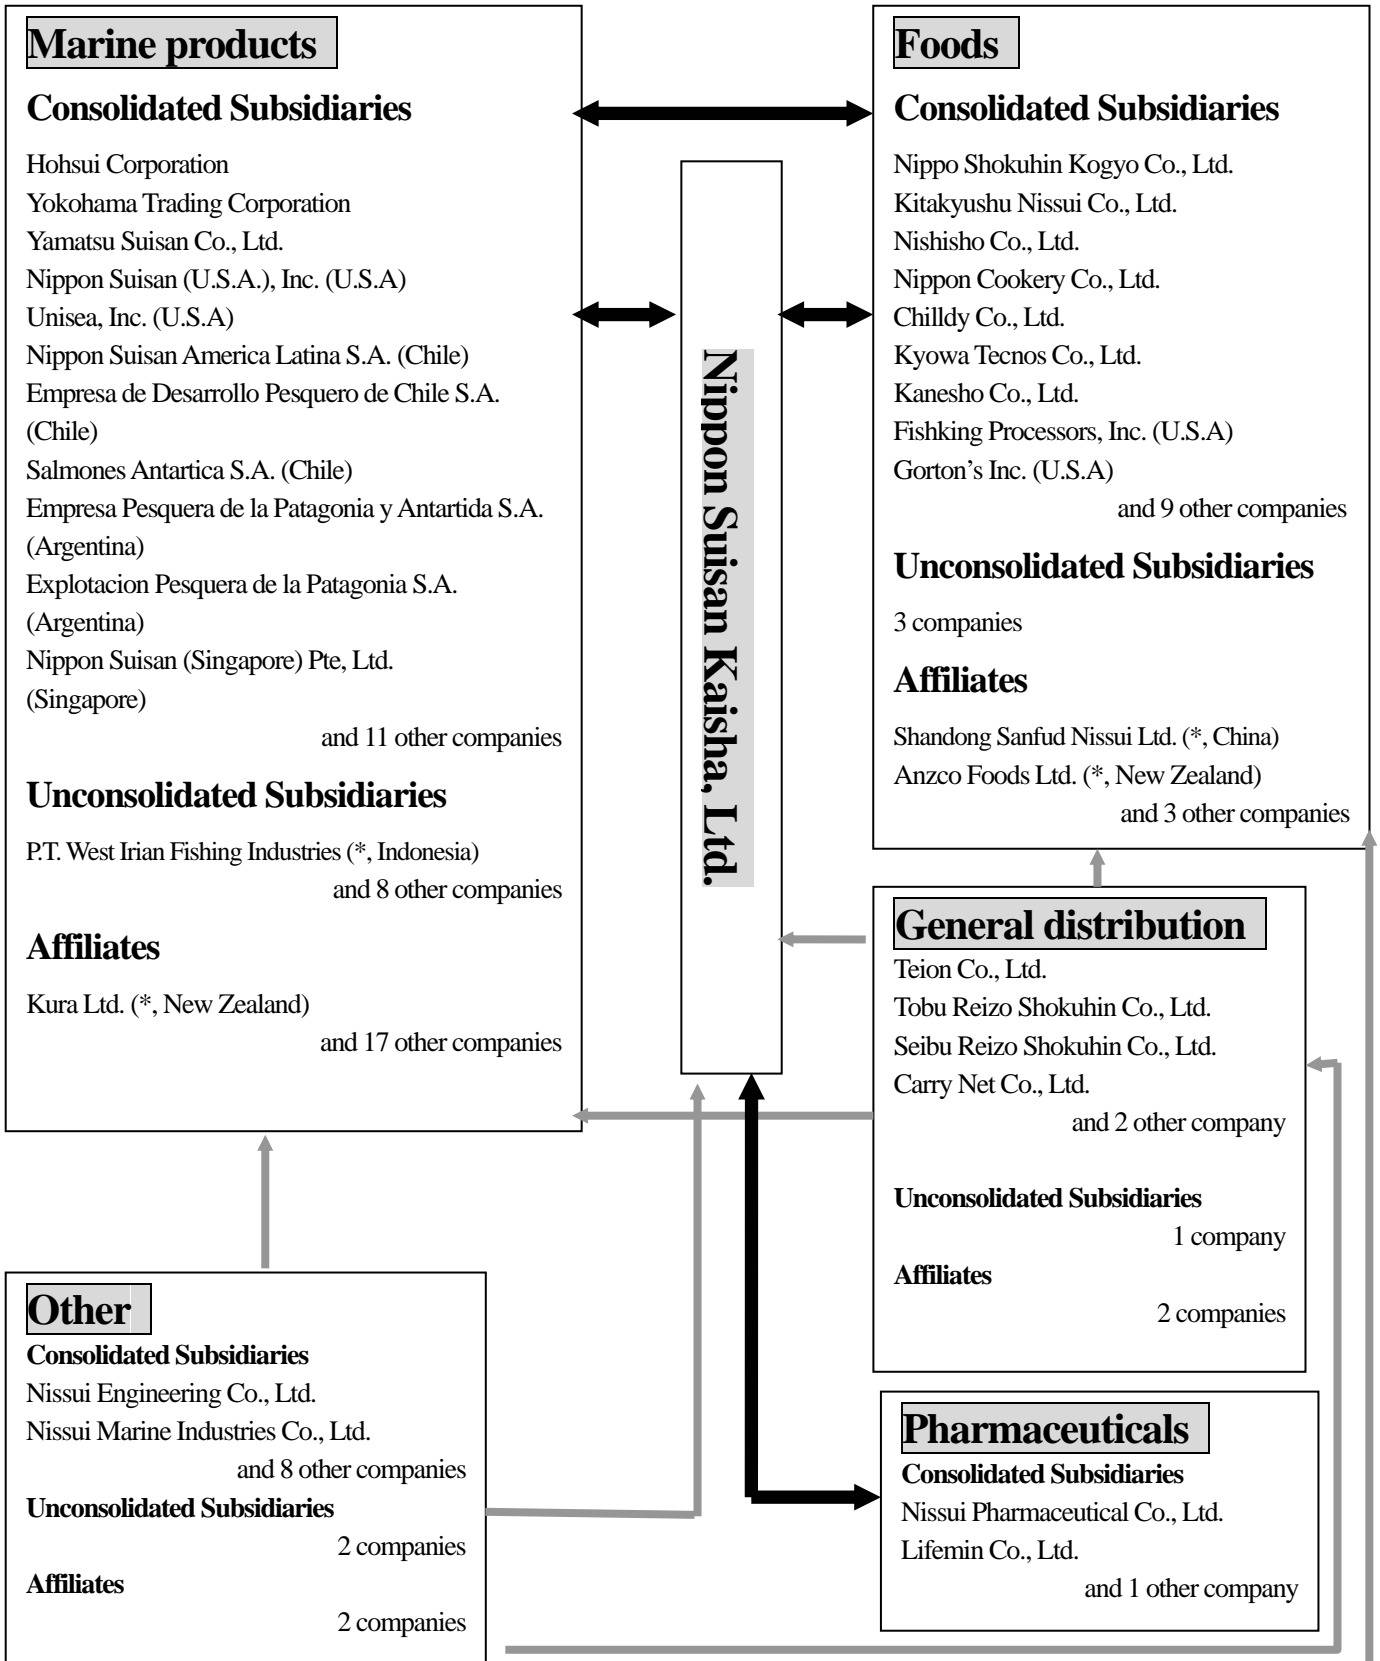 Marine products
Consolidated Subsidiaries
Hohsui Corporation
Yokohama Trading Corporation
Yamatsu Suisan Co., Ltd.
Nippon Suisan (U.S.A.), Inc. (U.S.A)
Unisea, Inc. (U.S.A)
Nippon Suisan America Latina S.A. (Chile)
Empresa de Desarrollo Pesquero de Chile S.A.
(Chile)
Salmones Antartica S.A. (Chile)
Empresa Pesquera de la Patagonia y Antartida S.A.
(Argentina)
Explotacion Pesquera de la Patagonia S.A.
(Argentina)
Nippon Suisan (Singapore) Pte, Ltd.
(Singapore)
and 11 other companies
Unconsolidated Subsidiaries
P.T. West Irian Fishing Industries (*, Indonesia)
and 8 other companies
Affiliates
Kura Ltd. (*, New Zealand)
and 17 other companies
Nippon Suisan Kaisha, Ltd.
Foods
Consolidated Subsidiaries
Nippo Shokuhin Kogyo Co., Ltd.
Kitakyushu Nissui Co., Ltd.
Nishisho Co., Ltd.
Nippon Cookery Co., Ltd.
Chilldy Co., Ltd.
Kyowa Tecnos Co., Ltd.
Kanesho Co., Ltd.
Fishking Processors, Inc. (U.S.A)
Gorton’s Inc. (U.S.A)
and 9 other companies
Unconsolidated Subsidiaries
3 companies
Affiliates
Shandong Sanfud Nissui Ltd. (*, China)
Anzco Foods Ltd. (*, New Zealand)
and 3 other companies
General distribution
Teion Co., Ltd.
Tobu Reizo Shokuhin Co., Ltd.
Seibu Reizo Shokuhin Co., Ltd.
Carry Net Co., Ltd.
and 2 other company
Unconsolidated Subsidiaries
1 company
Affiliates
2 companies
Other
Consolidated Subsidiaries
Nissui Engineering Co., Ltd.
Nissui Marine Industries Co., Ltd.
and 8 other companies
Unconsolidated Subsidiaries
2 companies
Affiliates
2 companies
Pharmaceuticals
Consolidated Subsidiaries
Nissui Pharmaceutical Co., Ltd.
Lifemin Co., Ltd.
and 1 other company